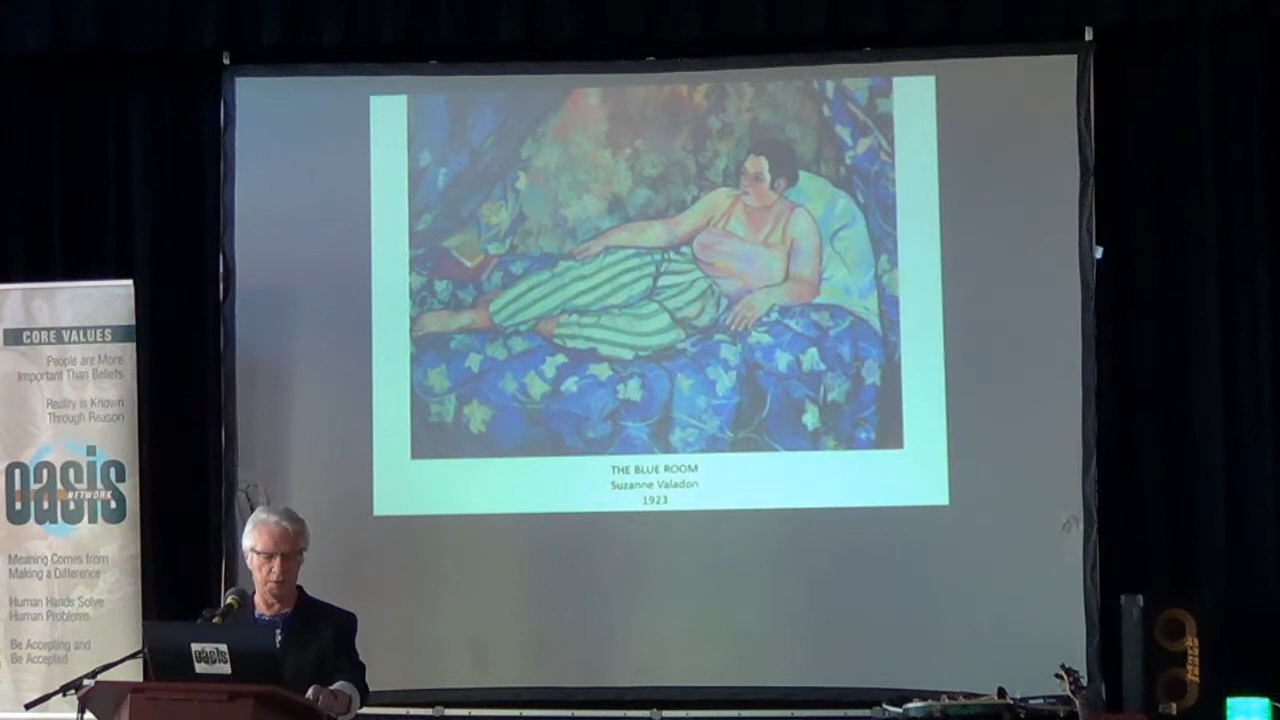 CORE VALUES
People are More
Important Than Beliefs
Reality is Known
Through Reason
oasis
NETWORK
Meaning Comes from
Making a Difference
Human Hands Solve
Human Problems
Be Accepting and
Be Accepted
oasis
THE BLUE ROOM
Suzanne Valadon
1923